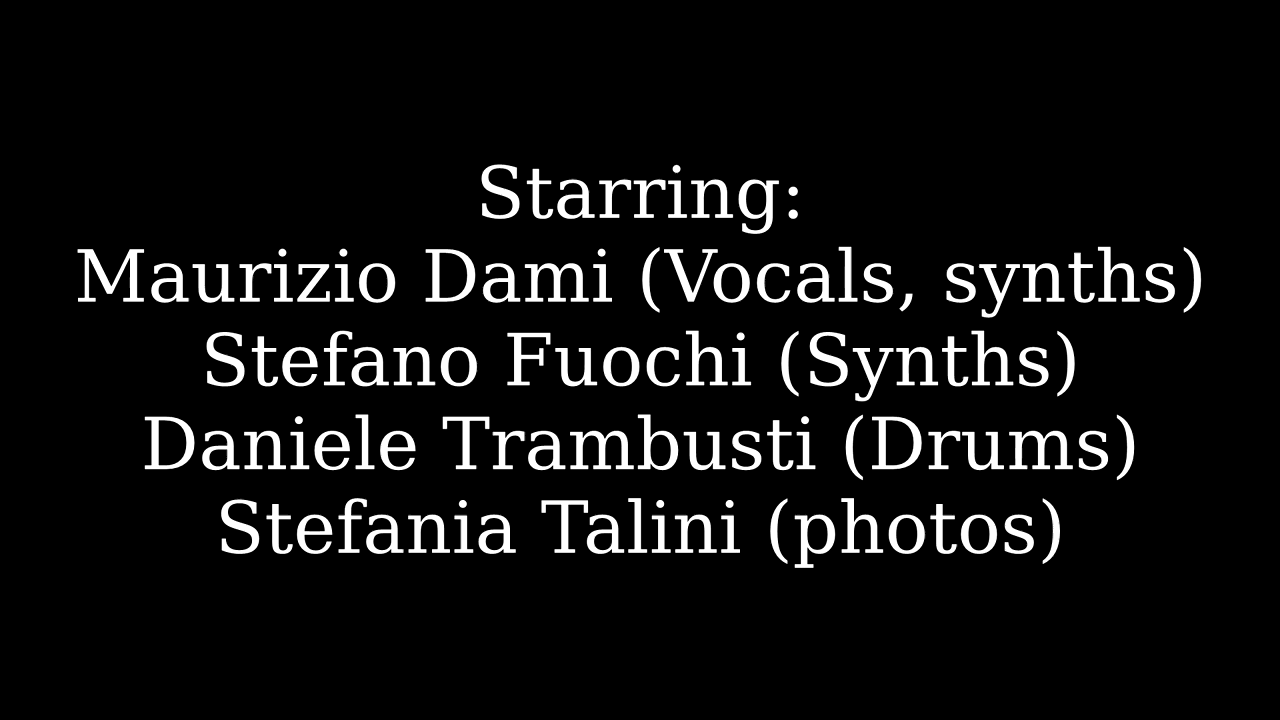 Starring:
Maurizio Dami (Vocals, synths)
Stefano Fuochi (Synths)
Daniele Trambusti (Drums)
Stefania Talini (photos)